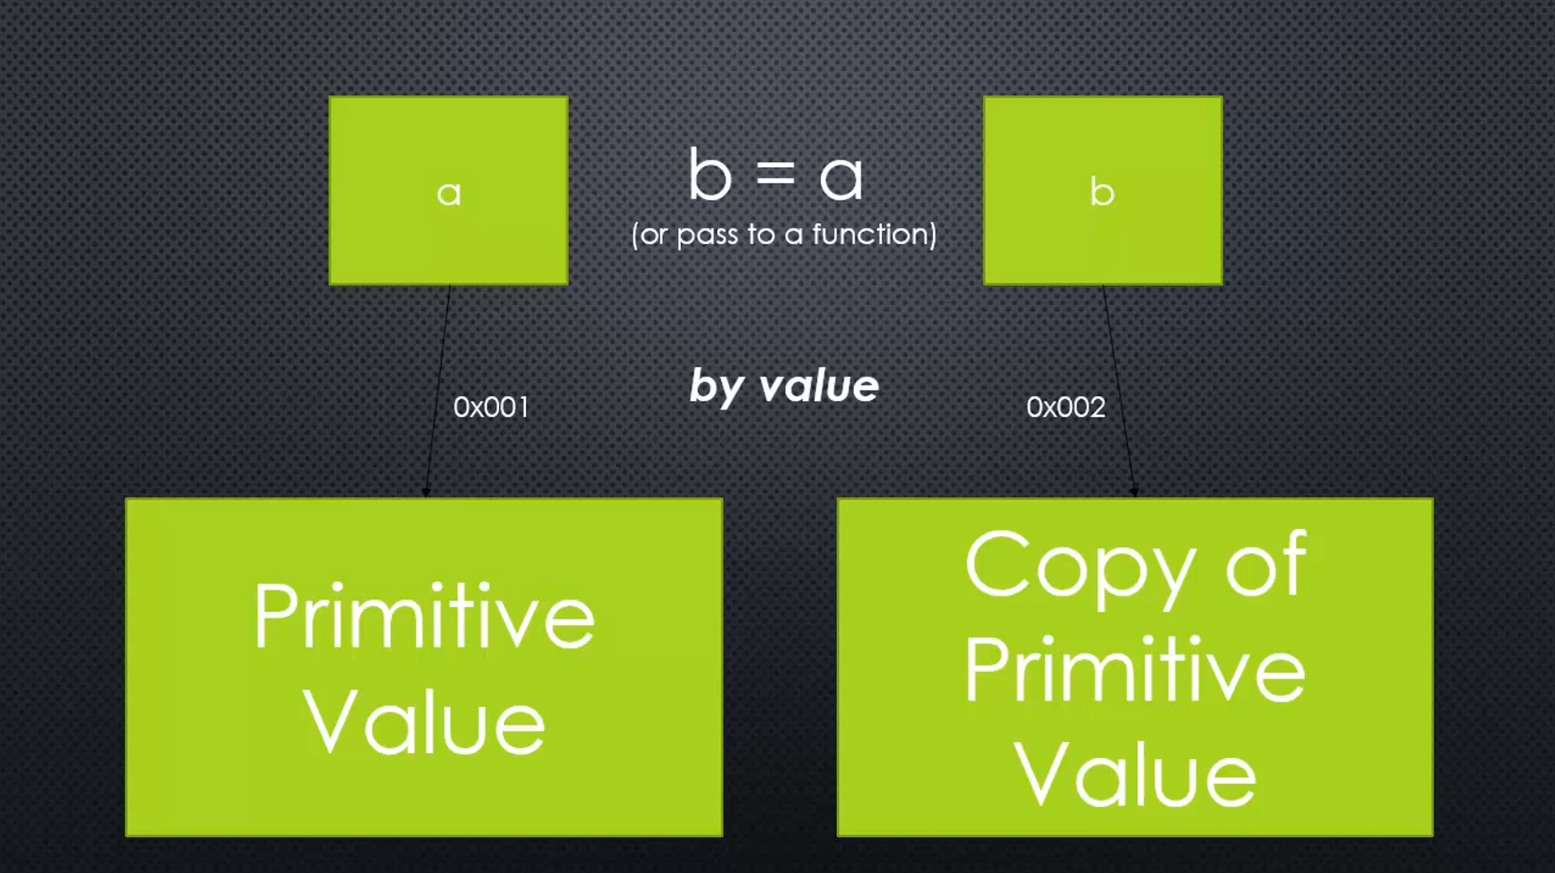 a
b = a
(or pass to a function)
b
by value
0x001
0x002
Primitive
Value
Copy of
Primitive
Value